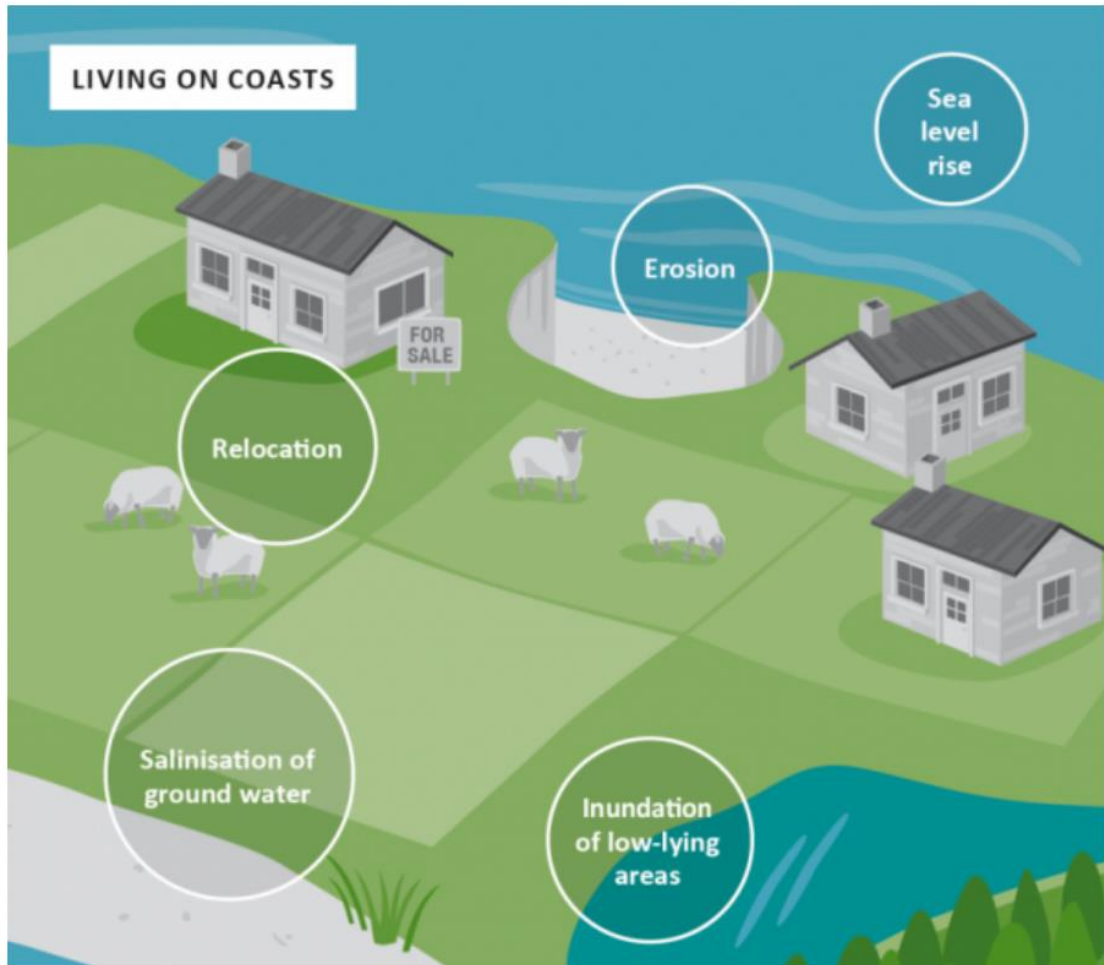 LIVING ON COASTS
Sea
level
rise
Erosion
FOR
SALE
Relocation
Salinisation of
ground water
Inundation
of low-lying
areas